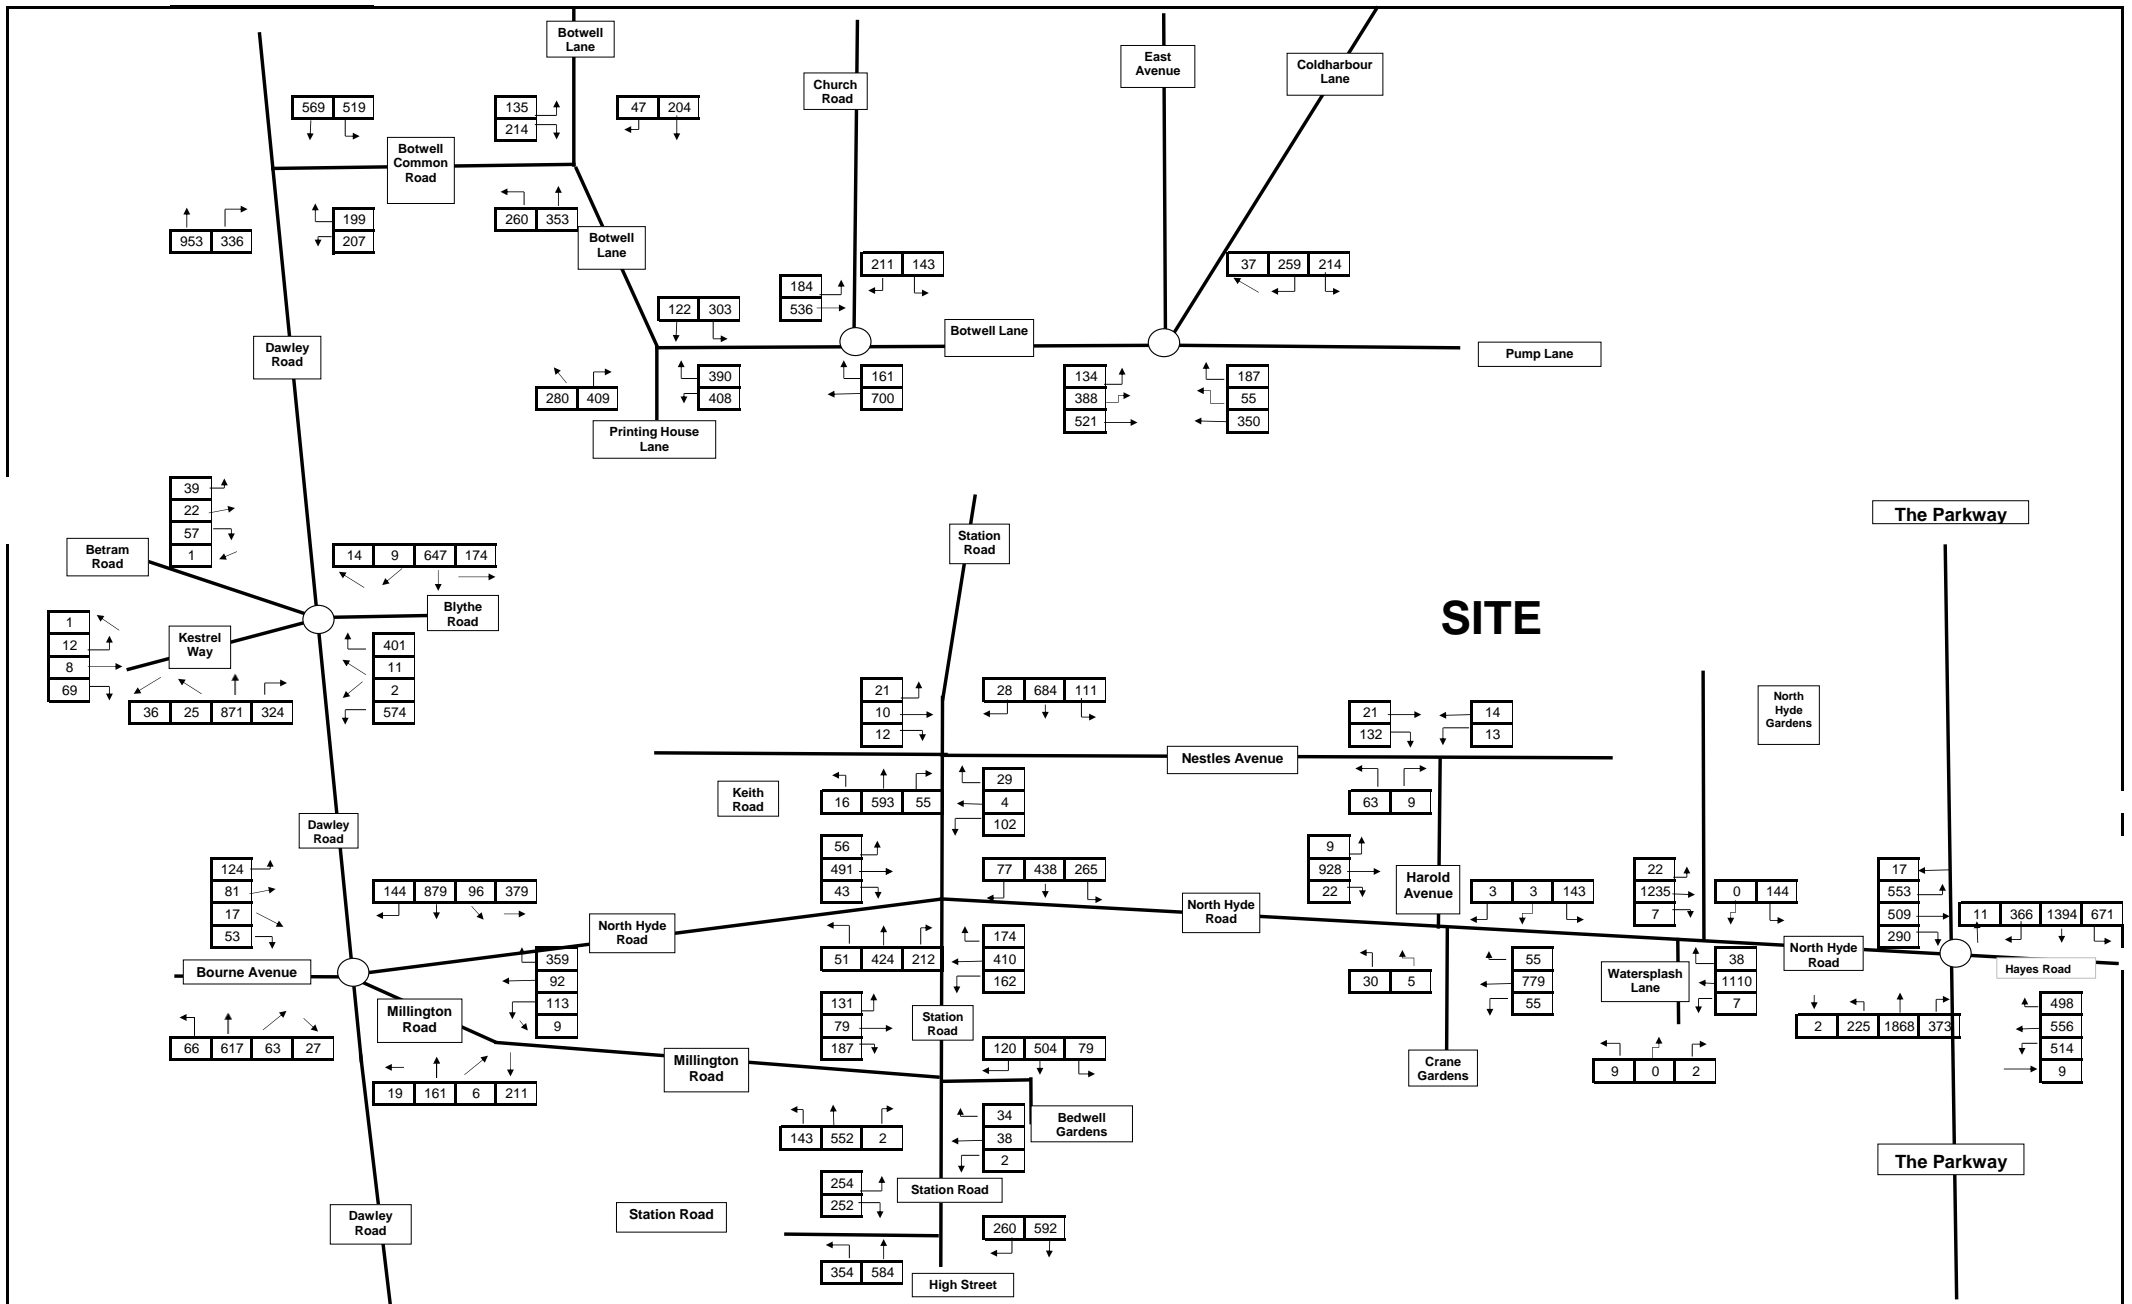 Botwell
Lane
East
Avenue
Coldharbour
Lane
Church
Road
569 519
135
214
47 204
Botwell
Common
Road
953 336
199
207
260 353
Botwell
Lane
211 143
37 259 214
184
536
122 303
Botwell Lane
Dawley
Road
Pump Lane
280 409
390
408
161
700
134
388
521
187
55
350
Printing House
Lane
39
22
57
1
Betram
Road
14 9 647 174
Station
Road
The Parkway
Blythe
Road
SITE
1
12
8
69
Kestrel
Way
401
11
2
574
36 25 871 324
21
10
12
28 684 111
21
132
14
13
North
Hyde
Gardens
Nestles Avenue
Keith
Road
16 593 55
29
4
102
63 9
Dawley
Road
56
491
43
77 438 265
9
928
22
Harold
Avenue
3 3 143
22
1235
7
0 144
17
553
509
290
11 366 1394 671
124
81
17
53
144 879 96 379
North Hyde
Road
North Hyde
Road
North Hyde
Road
Hayes Road
Bourne Avenue
359
92
113
9
51 424 212
174
410
162
30 5
55
779
55
Watersplash
Lane
38
1110
7
Millington
Road
131
79
187
Station
Road
2 225 1868 373
498
556
514
9
66 617 63 27
Millington
Road
120 504 79
Crane
Gardens
9 0 2
19 161 6 211
143 552 2
34
38
2
Bedwell
Gardens
The Parkway
254
252
Station Road
Dawley
Road
Station Road
260 592
354 584
High Street